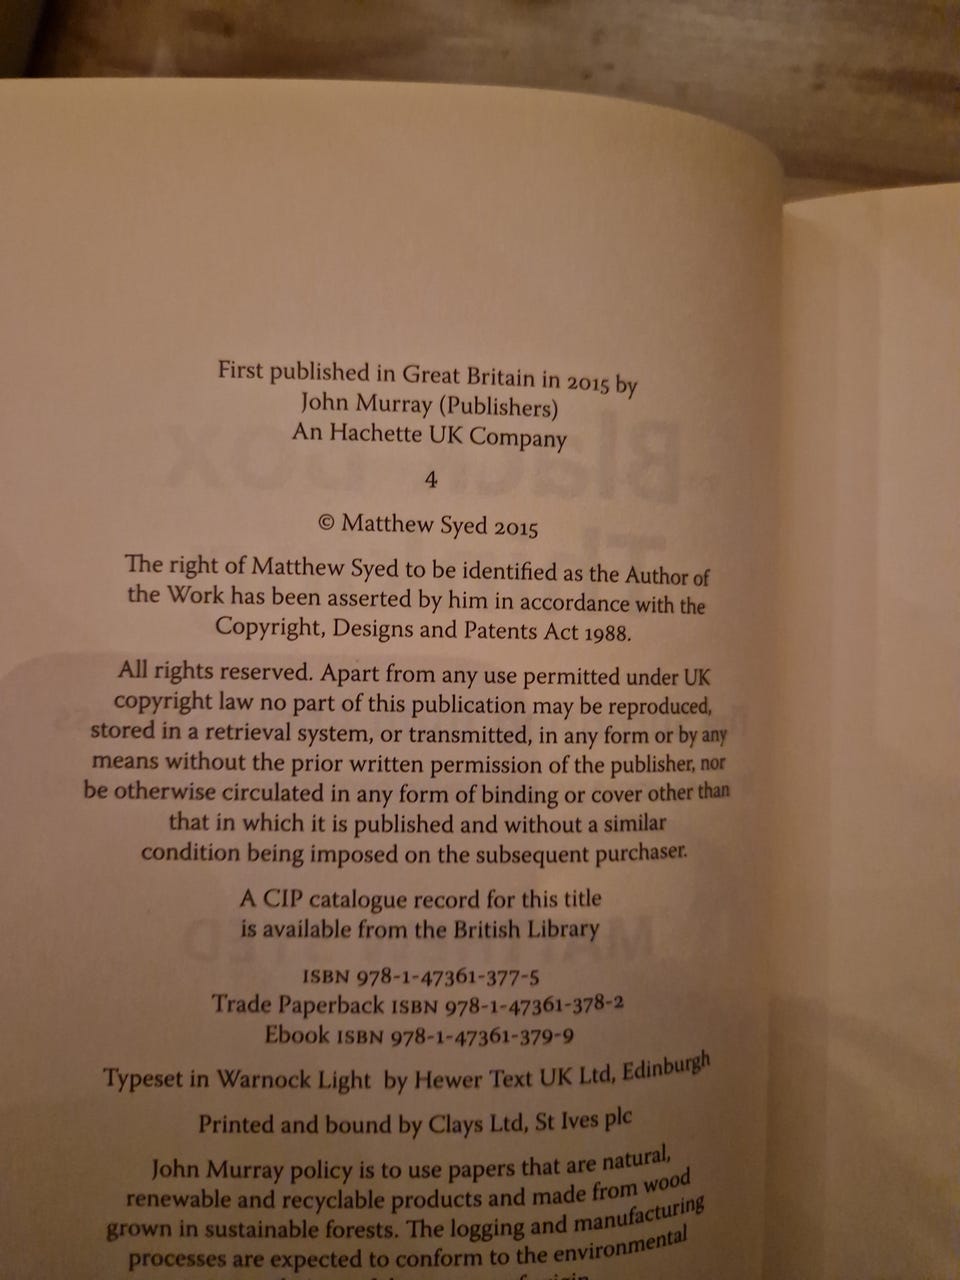 First published in Great Britain in 2015 by
John Murray (Publishers)
An Hachette UK Company
4
© Matthew Syed 2015
The right of Matthew Syed to be identified as the Author of
the Work has been asserted by him in accordance with the
Copyright, Designs and Patents Act 1988.
All rights reserved. Apart from any use permitted under UK
copyright law no part of this publication may be reproduced,
stored in a retrieval system, or transmitted, in any form or by any
means without the prior written permission of the publisher, nor
be otherwise circulated in any form of binding or cover other than
that in which it is published and without a similar
condition being imposed on the subsequent purchaser.
A CIP catalogue record for this title
is available from the British Library
ISBN 978-1-47361-377-5
Trade Paperback ISBN 978-1-47361-378-2
Ebook ISBN 978-1-47361-379-9
Typeset in Warnock Light by Hewer Text UK Ltd, Edinburgh
Printed and bound by Clays Ltd, St Ives plc
John Murray policy is to use papers that are natural,
renewable and recyclable products and made from wood
grown in sustainable forests. The logging and manufacturing
processes are expected to conform to the environmental